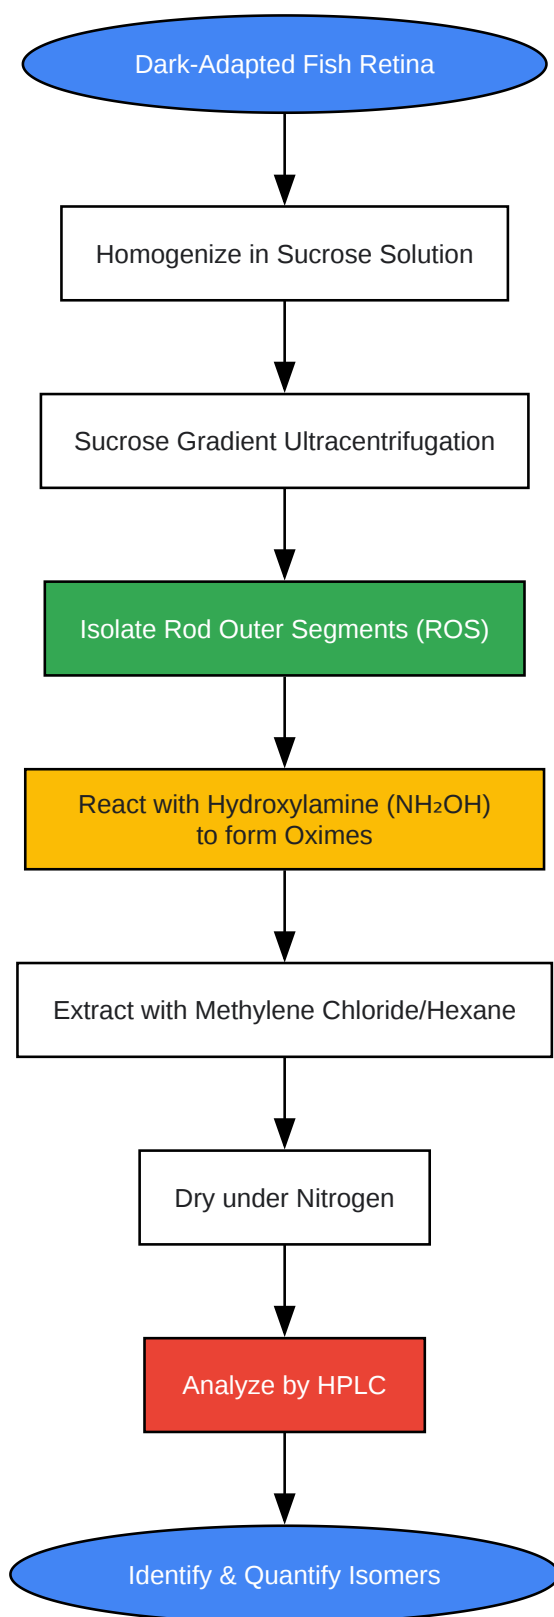 Dark-Adapted Fish Retina
Homogenize in Sucrose Solution
Sucrose Gradient Ultracentrifugation
Isolate Rod Outer Segments (ROS)
React with Hydroxylamine (NH₂OH)
to form Oximes
Extract with Methylene Chloride/Hexane
Dry under Nitrogen
Analyze by HPLC
Identify & Quantify Isomers